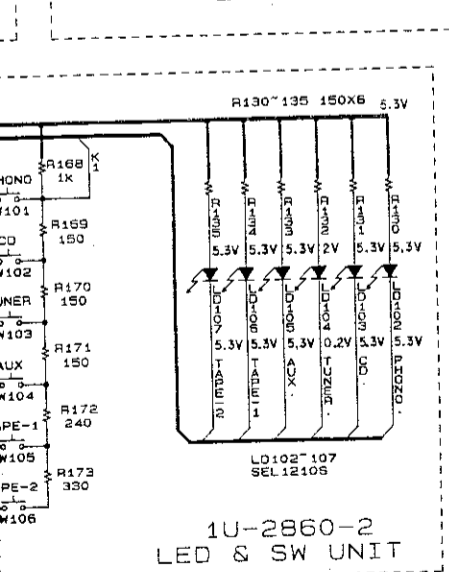 R130~135 150X6 5.3V
R168
1K
K1
HONO
W101
R169
150
CD
W102
R170
150
UNER
W103
R171
150
AUX
W104
R172
240
APE-1
W105
R173
330
PE-2
W106
R135 R134 R133 R132 R131 R130
5.3V 5.3V 5.3V 2V 5.3V 5.3V
LD107 LD106 LD105 LD104 LD103 LD102
5.3V 5.3V 5.3V 0.2V 5.3V 5.3V
TAPE-2 TAPE-1 AUX. TUNER. CD. PHONO.
LD102~107
SEL1210S
1U-2860-2
LED & SW UNIT